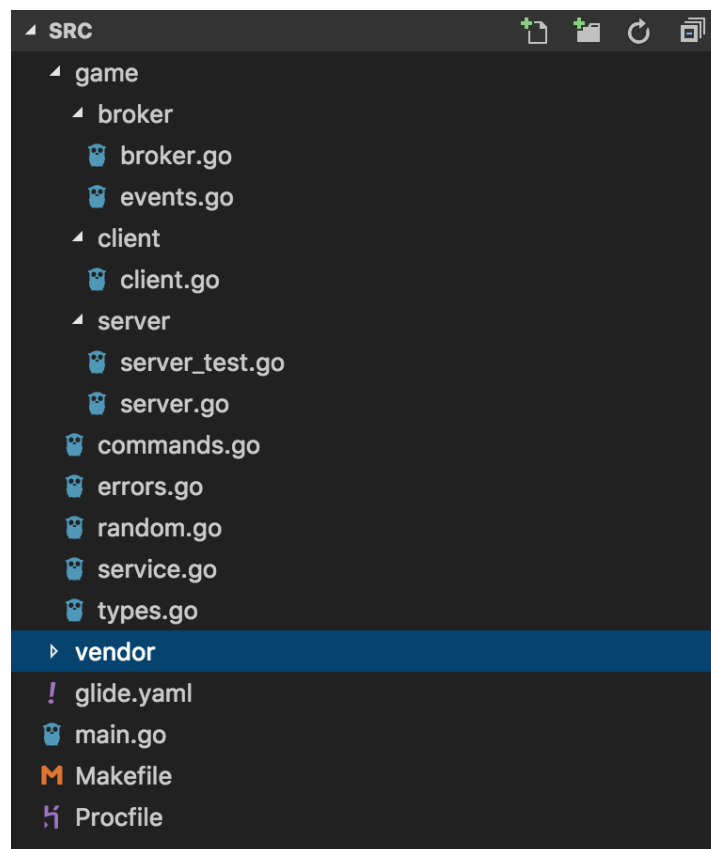 SRC
game
broker
broker.go
events.go
client
client.go
server
server_test.go
server.go
commands.go
errors.go
random.go
service.go
types.go
vendor
! glide.yaml
main.go
M Makefile
Procfile